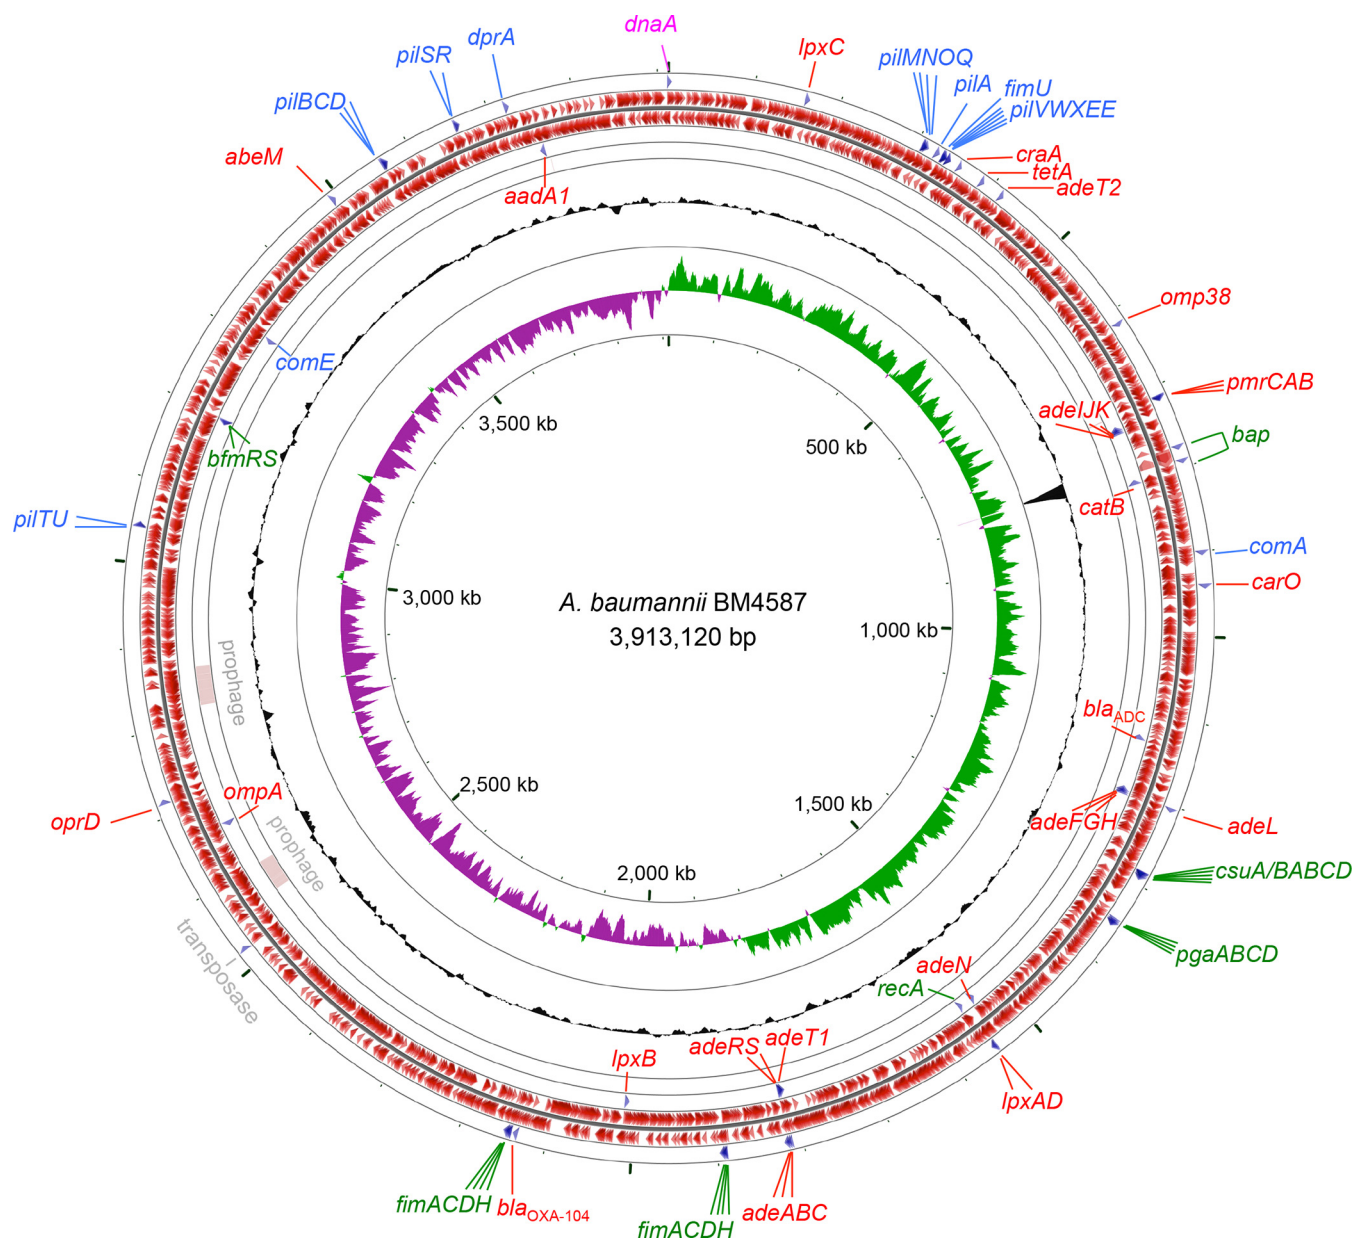 dnaA
dprA
lpxC
pilSR
pilMNOQ
pilA
fimU
pilBCD
pilVWXEE
abeM
craA
tetA
aadA1
adeT2
omp38
comE
pmrCAB
adeIJK
3,500 kb
bap
500 kb
bfmRS
catB
pilTU
comA
carO
3,000 kb
A. baumannii BM4587
1,000 kb
3,913,120 bp
prophage
blaADC
2,500 kb
ompA
1,500 kb
oprD
adeFGH
adeL
prophage
2,000 kb
csuA/BABCD
transposase
pgaABCD
adeN
recA
adeRS
adeT1
lpxB
lpxAD
fimACDH
blaOXA-104
adeABC
fimACDH